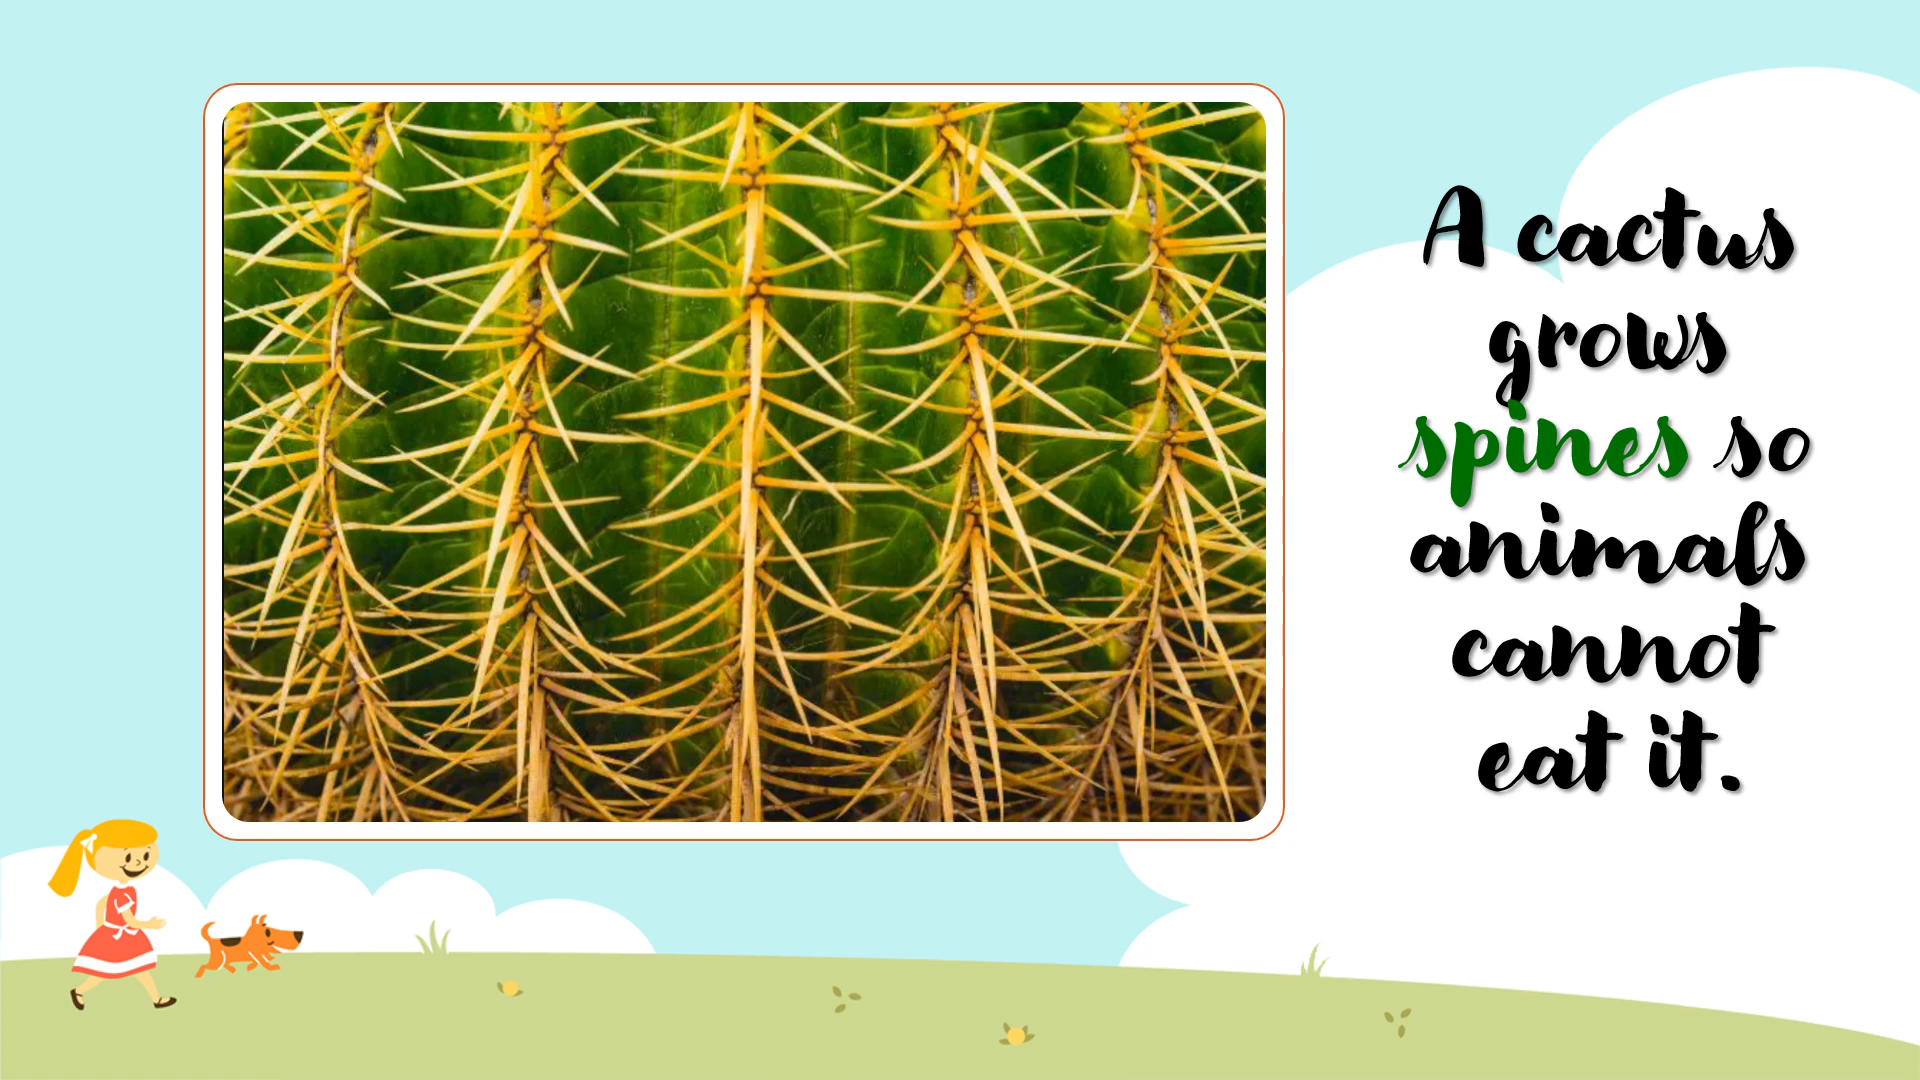 A cactus
grows
spines so
animals
cannot
eat it.